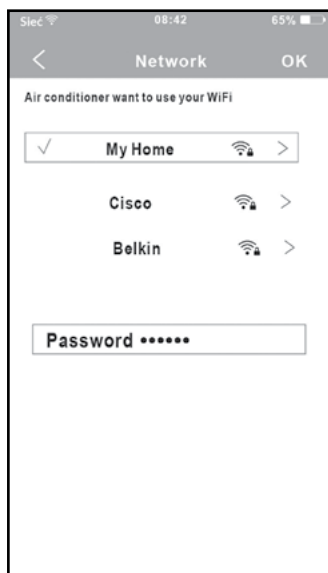 Sieć 08:42 65%
Network OK
Air conditioner want to use your WiFi
My Home
Cisco
Belkin
Password ••••••